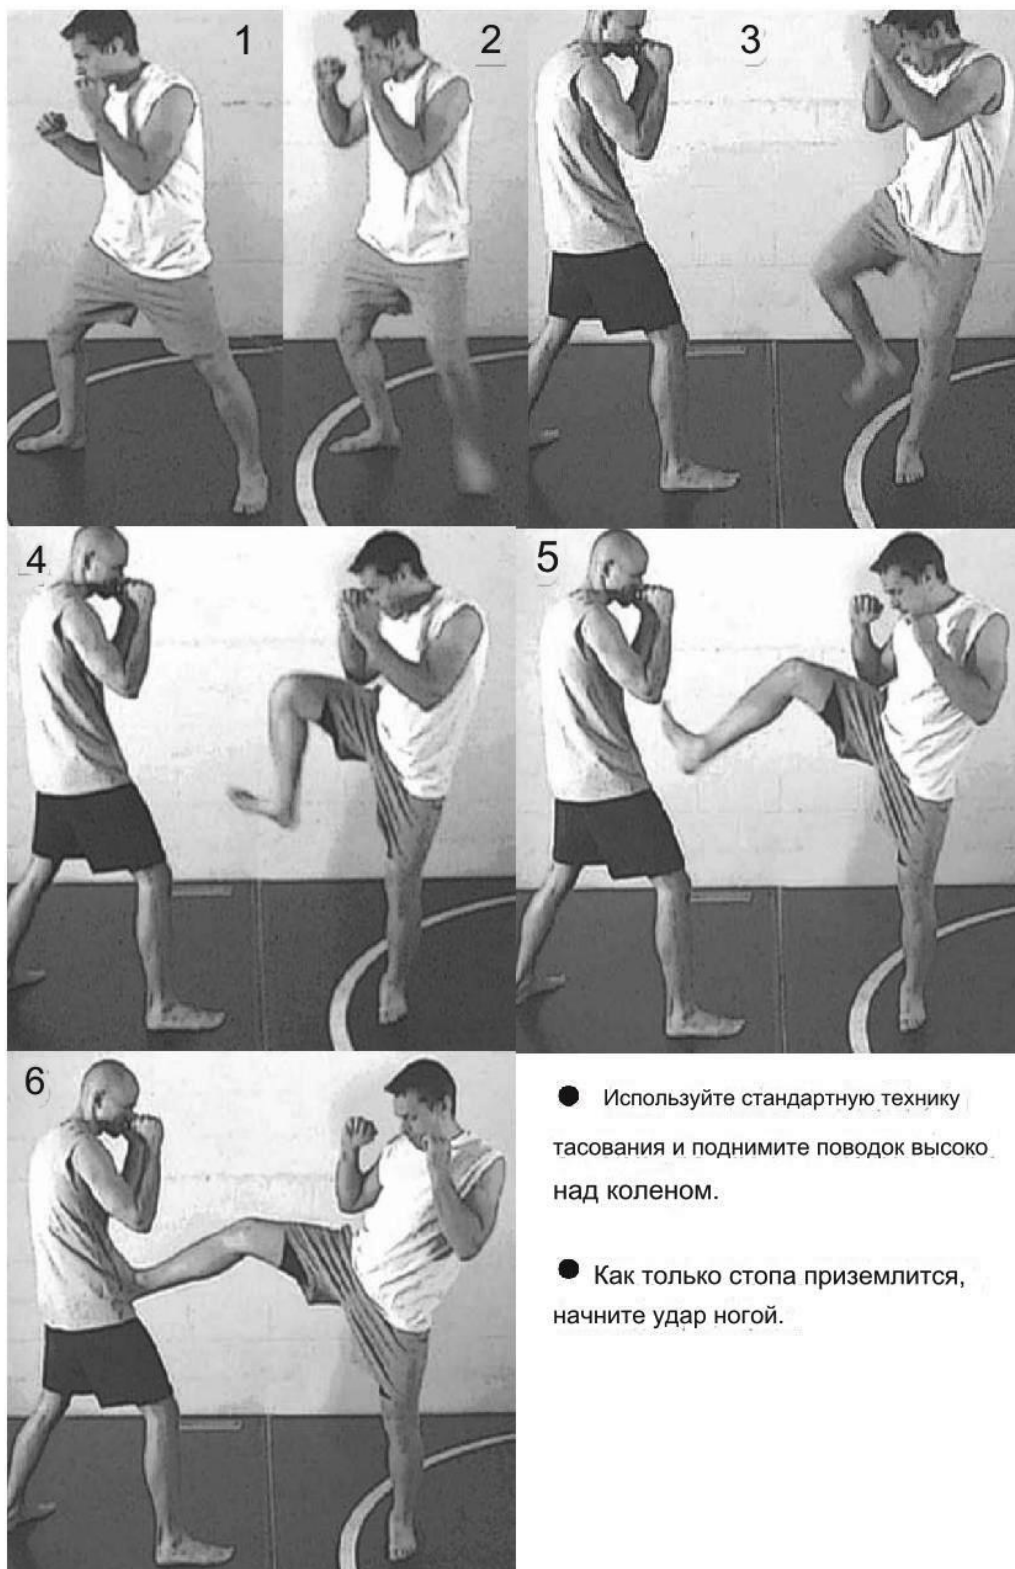 1
2
3
4
5
6
● Используйте стандартную технику
тасования и поднимите поводок высоко
над коленом.
● Как только стопа приземлится,
начните удар ногой.